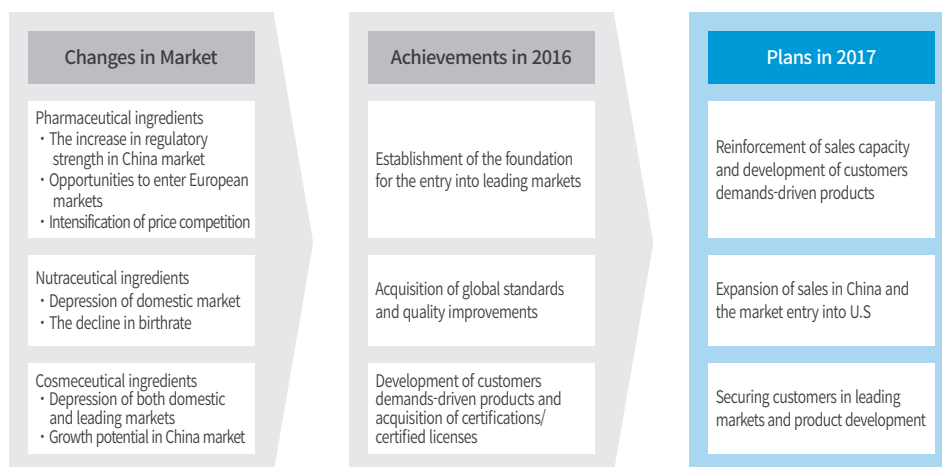 Changes in Market
Pharmaceutical ingredients
・The increase in regulatory
strength in China market
・Opportunities to enter European
markets
・Intensification of price competition
Nutraceutical ingredients
・Depression of domestic market
・The decline in birthrate
Cosmeceutical ingredients
・Depression of both domestic
and leading markets
・Growth potential in China market
Achievements in 2016
Establishment of the foundation
for the entry into leading markets
Acquisition of global standards
and quality improvements
Development of customers
demands-driven products and
acquisition of certifications/
certified licenses
Plans in 2017
Reinforcement of sales capacity
and development of customers
demands-driven products
Expansion of sales in China and
the market entry into U.S
Securing customers in leading
markets and product development